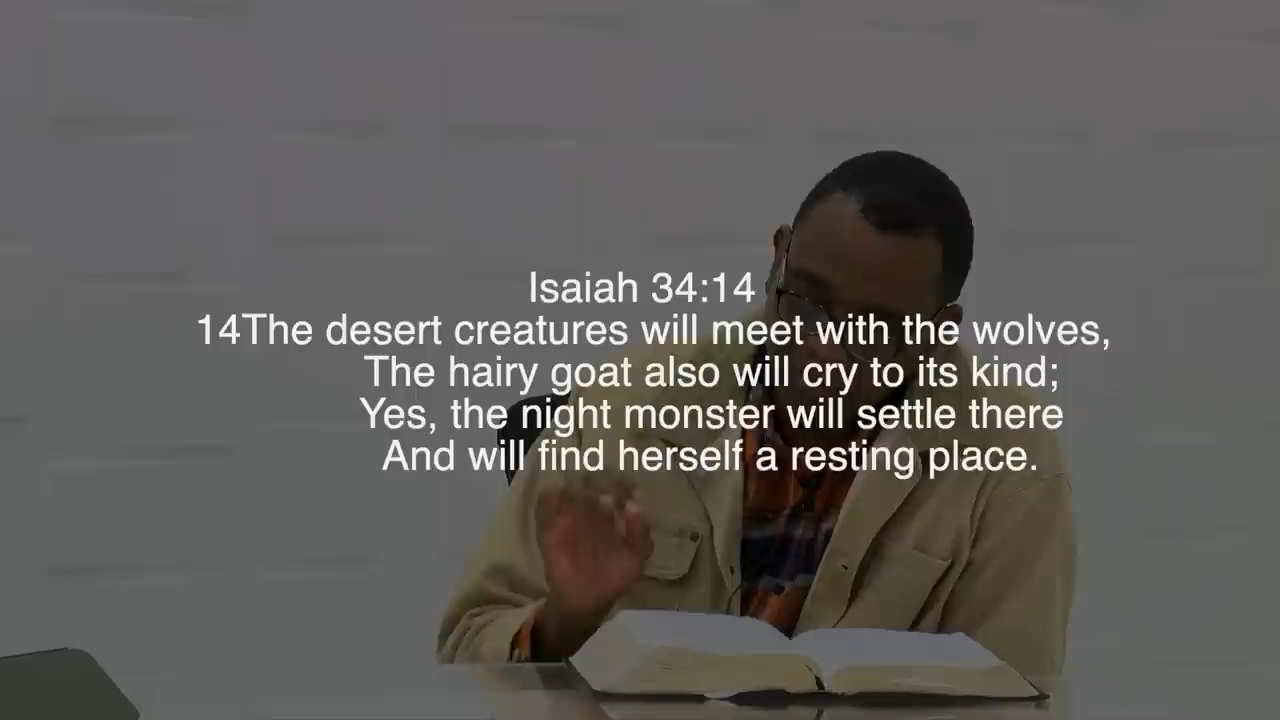 Isaiah 34:14
14The desert creatures will meet with the wolves,
The hairy goat also will cry to its kind;
Yes, the night monster will settle there
And will find herself a resting place.